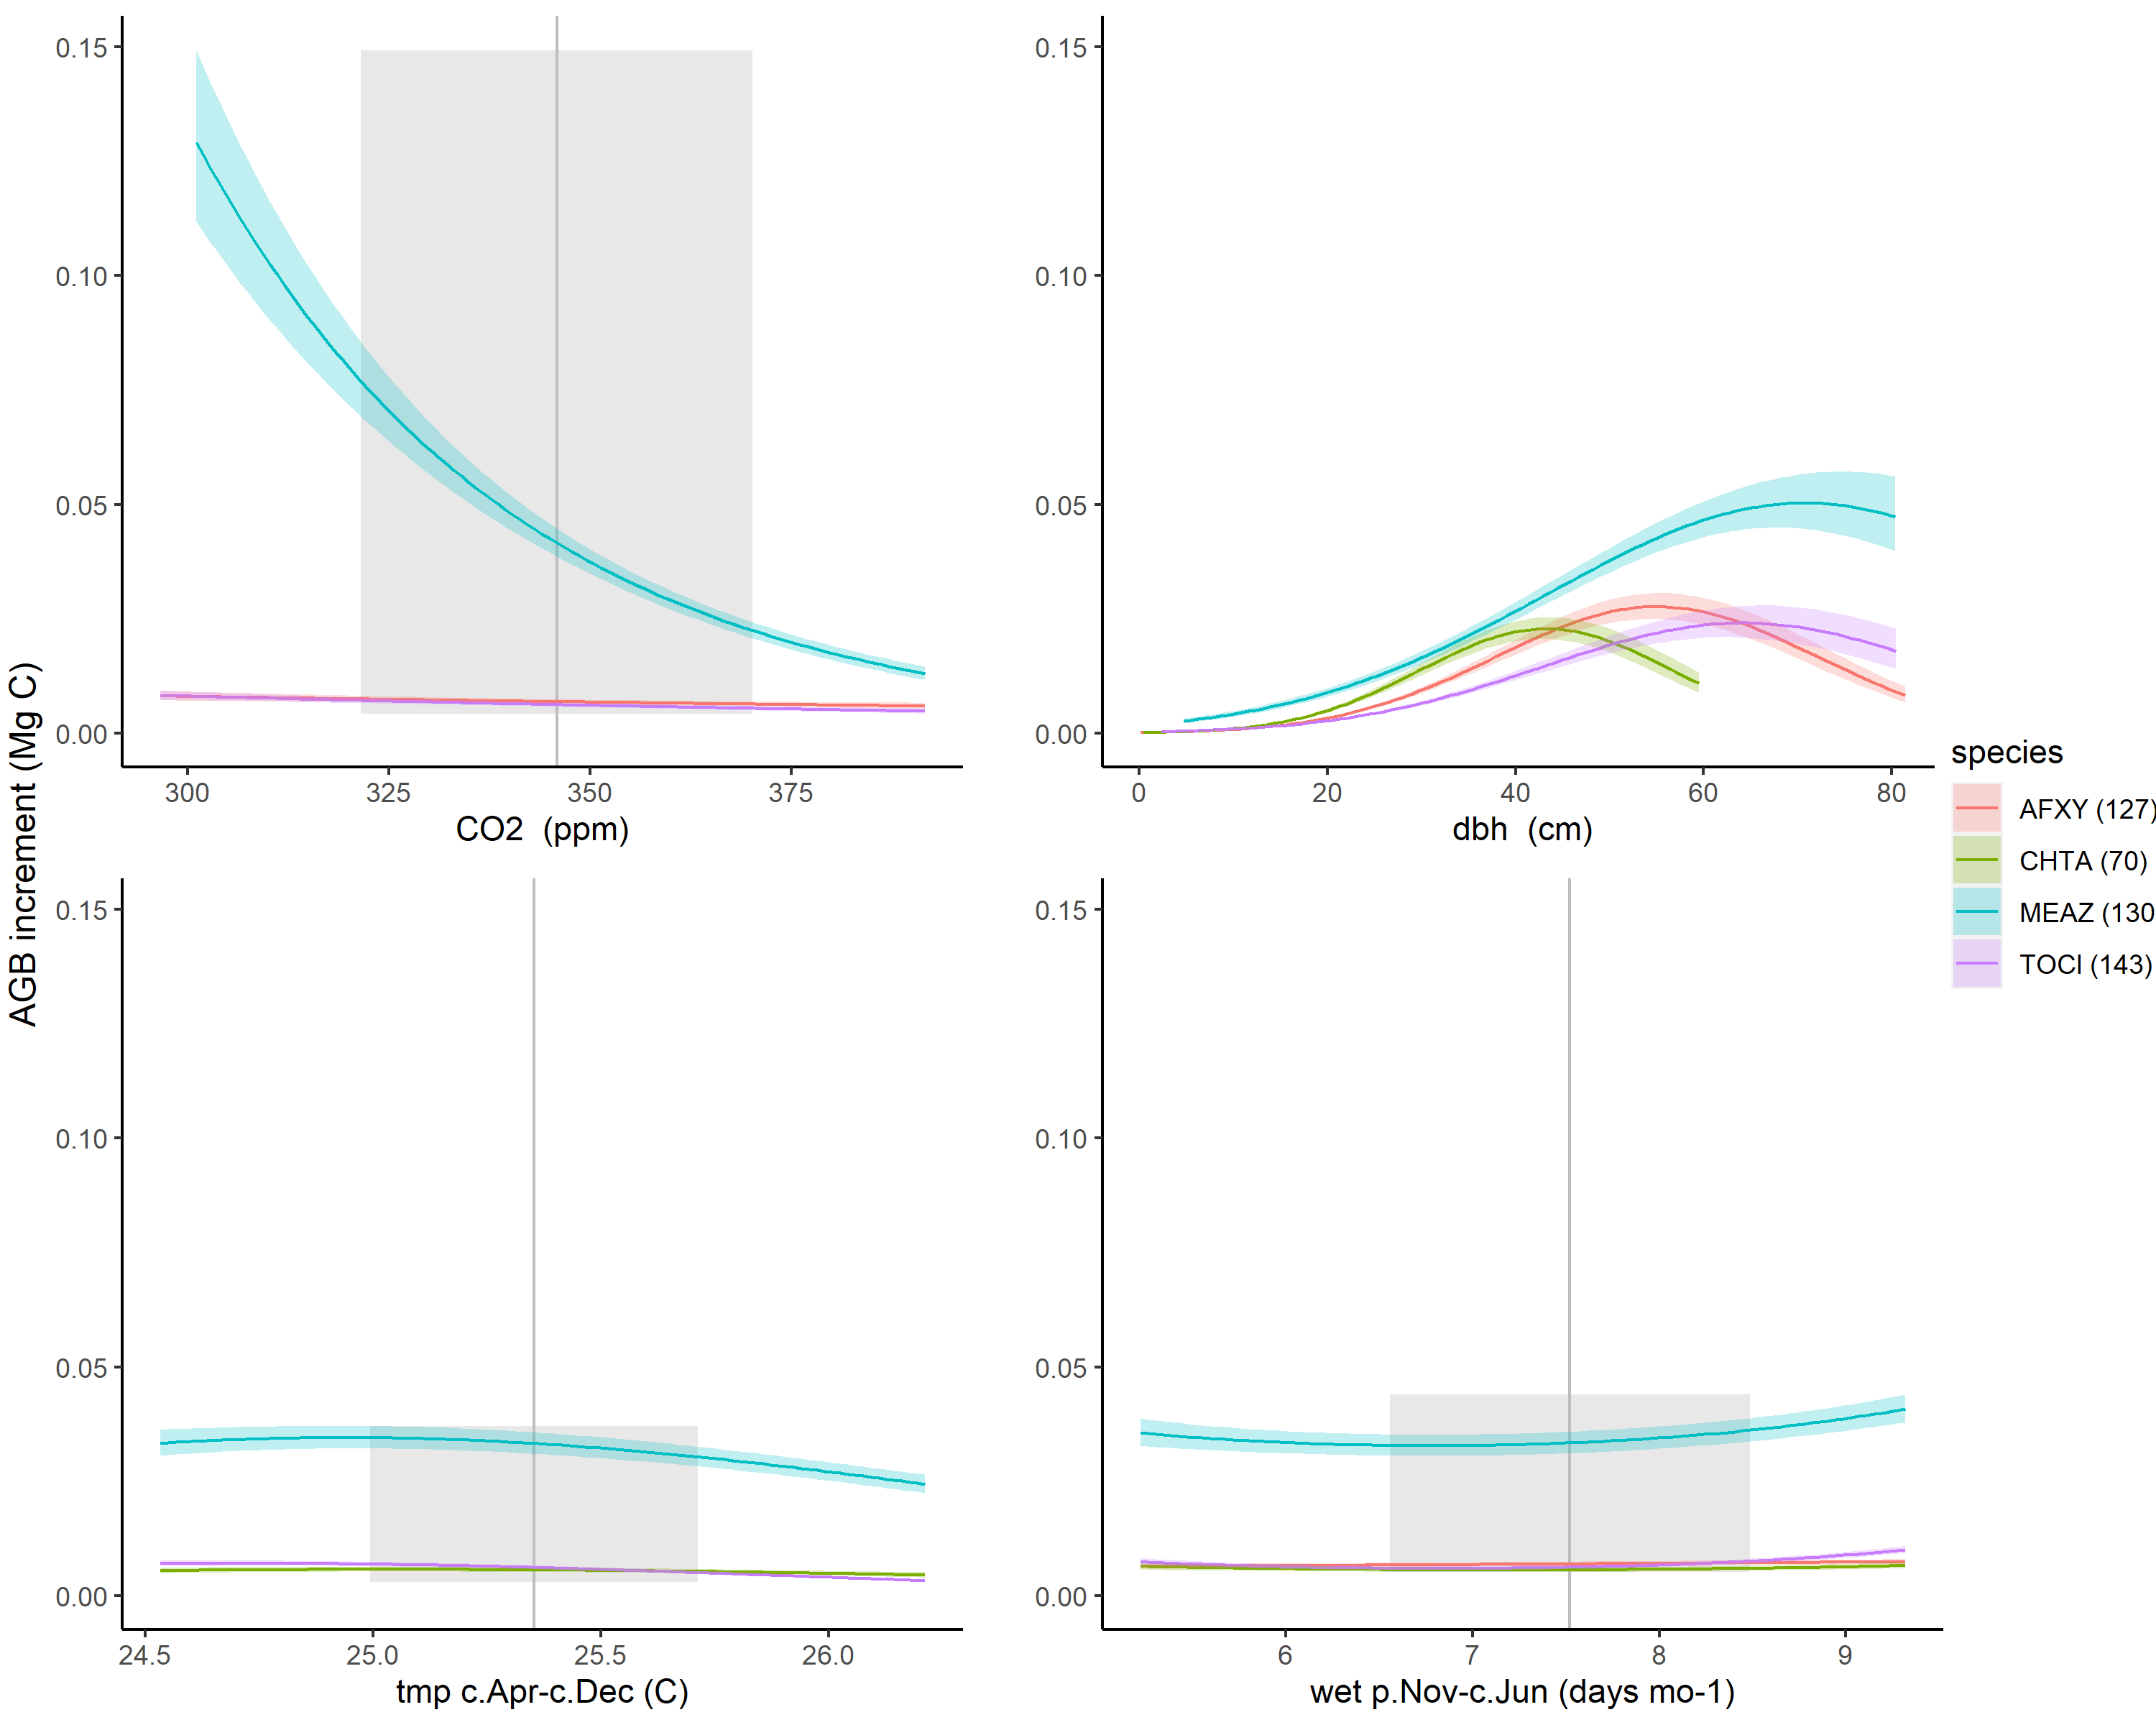 AGB increment (Mg C)
0.15
0.10
0.05
0.00
300 325 350 375
CO2 (ppm)
0.15
0.10
0.05
0.00
0 20 40 60 80
dbh (cm)
0.15
0.10
0.05
0.00
24.5 25.0 25.5 26.0
tmp c.Apr-c.Dec (C)
0.15
0.10
0.05
0.00
6 7 8 9
wet p.Nov-c.Jun (days mo-1)
species
AFXY (127)
CHTA (70)
MEAZ (130
TOCI (143)